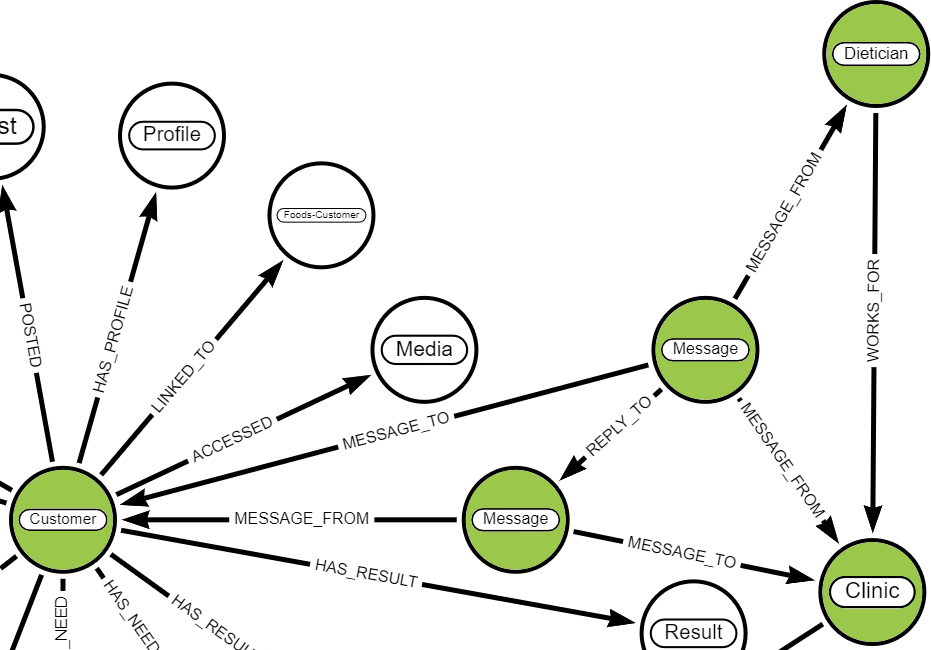 Dietician
st
Profile
MESSAGE_FROM
Foods-Customer
WORKS_FOR
POSTED
HAS_PROFILE
LINKED_TO
Media
Message
ACCESSED
MESSAGE_TO
REPLY_TO
MESSAGE_FROM
Customer
MESSAGE_FROM
Message
MESSAGE_TO
HAS_RESULT
Clinic
_NEED
HAS_NEED
HAS_RESUL
Result